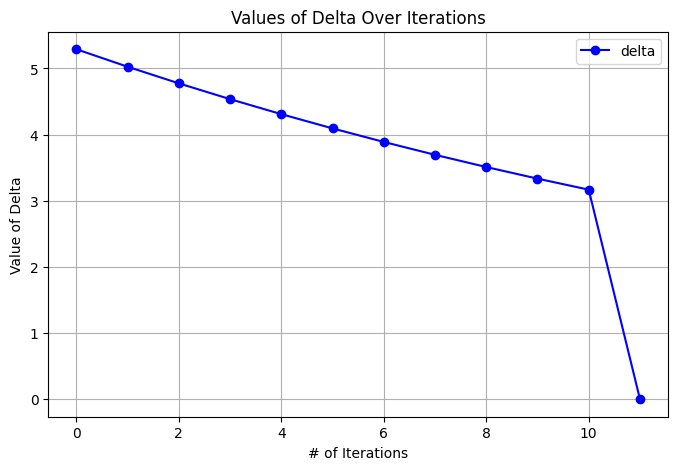 Values of Delta Over Iterations
delta
Value of Delta
5
4
3
2
1
0
0 2 4 6 8 10
# of Iterations